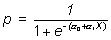 p = 1 / (1 + e^-(α₀ + α₁X))